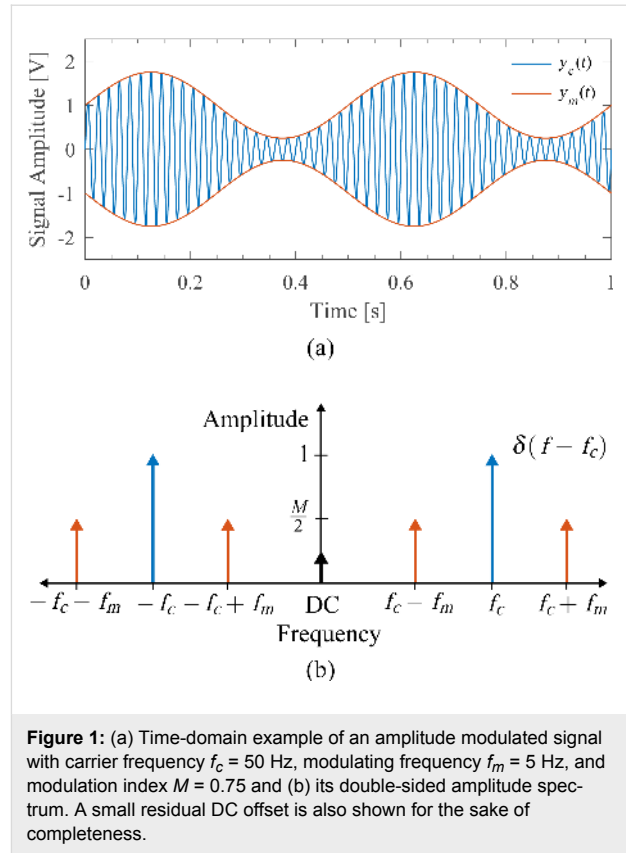 2
1
0
-1
-2
Signal Amplitude [V]
y_c(t)
y_m(t)
0 0.2 0.4 0.6 0.8 1
Time [s]
(a)
Amplitude
1
M/2
δ(f − f_c)
− f_c − f_m − f_c − f_c + f_m DC f_c − f_m f_c f_c + f_m
Frequency
(b)
Figure 1: (a) Time-domain example of an amplitude modulated signal
with carrier frequency f_c = 50 Hz, modulating frequency f_m = 5 Hz, and
modulation index M = 0.75 and (b) its double-sided amplitude spec-
trum. A small residual DC offset is also shown for the sake of
completeness.